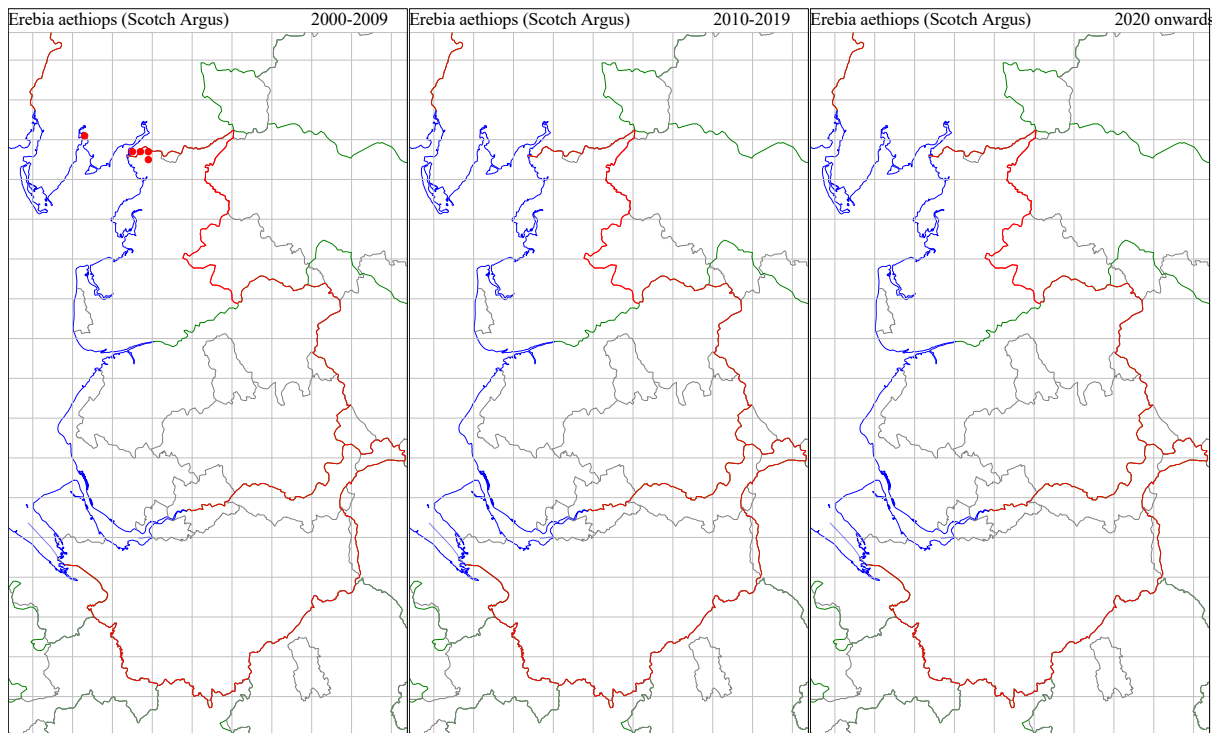 Erebia aethiops (Scotch Argus) 2000-2009
Erebia aethiops (Scotch Argus) 2010-2019
Erebia aethiops (Scotch Argus) 2020 onwards